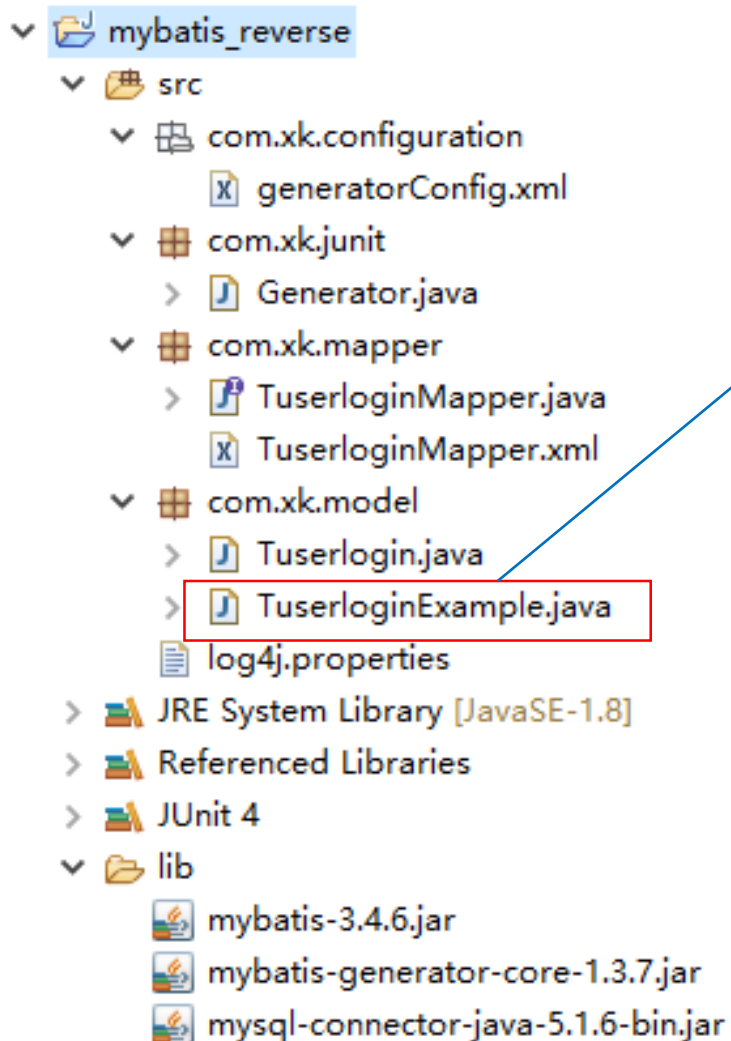 mybatis_reverse
src
com.xk.configuration
generatorConfig.xml
com.xk.junit
Generator.java
com.xk.mapper
TuserloginMapper.java
TuserloginMapper.xml
com.xk.model
Tuserlogin.java
TuserloginExample.java
log4j.properties
JRE System Library [JavaSE-1.8]
Referenced Libraries
JUnit 4
lib
mybatis-3.4.6.jar
mybatis-generator-core-1.3.7.jar
mysql-connector-java-5.1.6-bin.jar